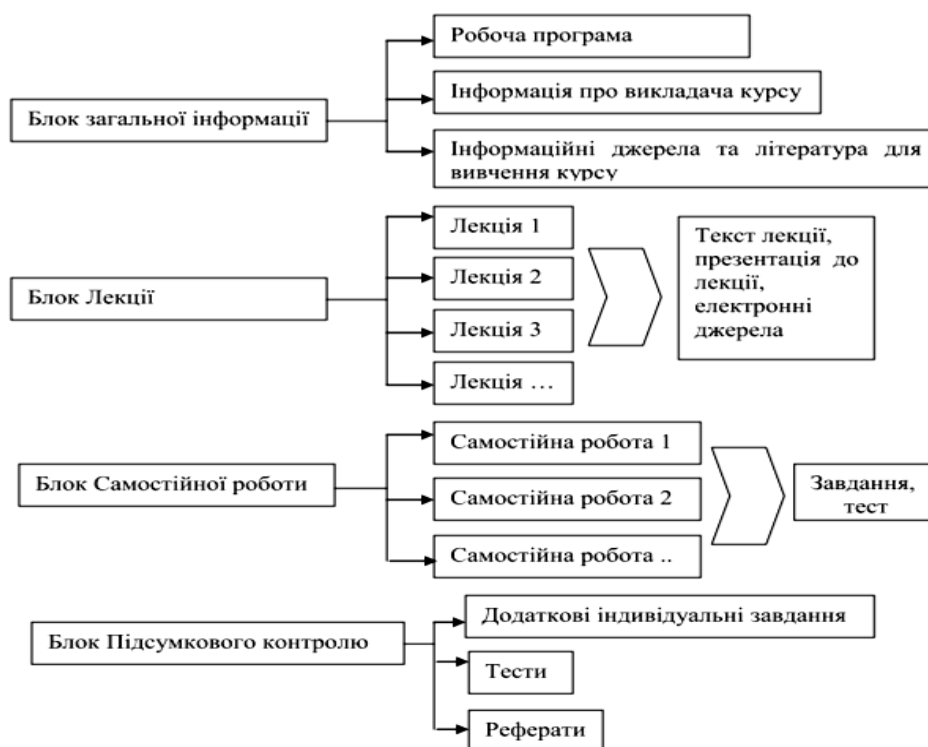 Блок загальної інформації
Робоча програма
Інформація про викладача курсу
Інформаційні джерела та література для
вивчення курсу
Блок Лекції
Лекція 1
Лекція 2
Лекція 3
Лекція …
Текст лекції,
презентація до
лекції,
електронні
джерела
Блок Самостійної роботи
Самостійна робота 1
Самостійна робота 2
Самостійна робота ..
Завдання,
тест
Блок Підсумкового контролю
Додаткові індивідуальні завдання
Тести
Реферати